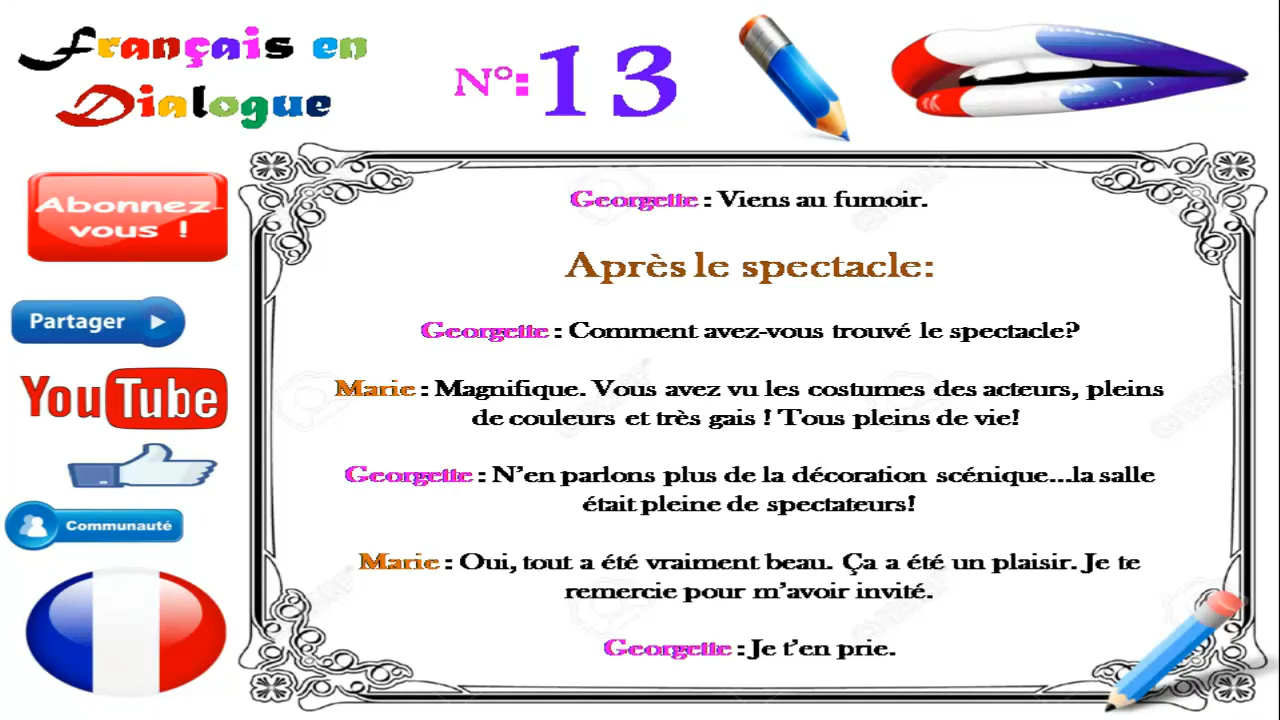 Français en
Dialogue
N°:13
Abonnez-
vous !
Partager
YouTube
Communauté
Georgette : Viens au fumoir.
Après le spectacle:
Georgette : Comment avez-vous trouvé le spectacle?
Marie : Magnifique. Vous avez vu les costumes des acteurs, pleins
de couleurs et très gais ! Tous pleins de vie!
Georgette : N’en parlons plus de la décoration scénique...la salle
était pleine de spectateurs!
Marie : Oui, tout a été vraiment beau. Ça a été un plaisir. Je te
remercie pour m’avoir invité.
Georgette : Je t’en prie.